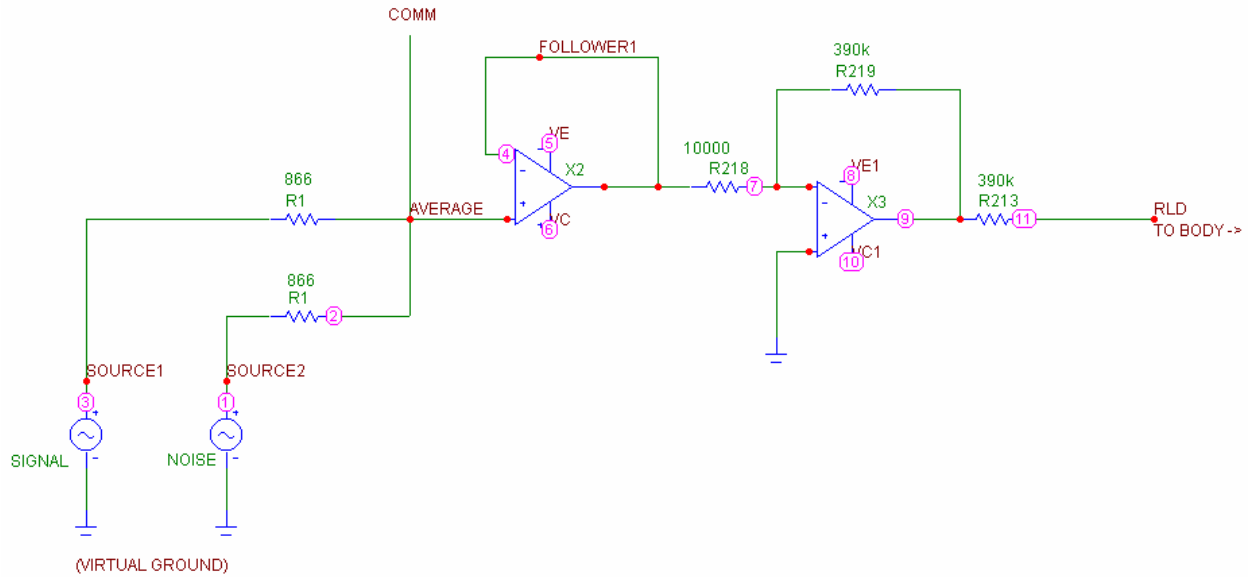 COMM
FOLLOWER1
390k
R219
VE
5
4
X2
-
+
VC
6
10000
R218
7
VE1
8
X3
-
+
VC1
10
9
390k
R213
11
RLD
TO BODY ->
866
R1
AVERAGE
866
R1
2
SOURCE1
SOURCE2
3
+
1
+
SIGNAL
-
NOISE
-
(VIRTUAL GROUND)